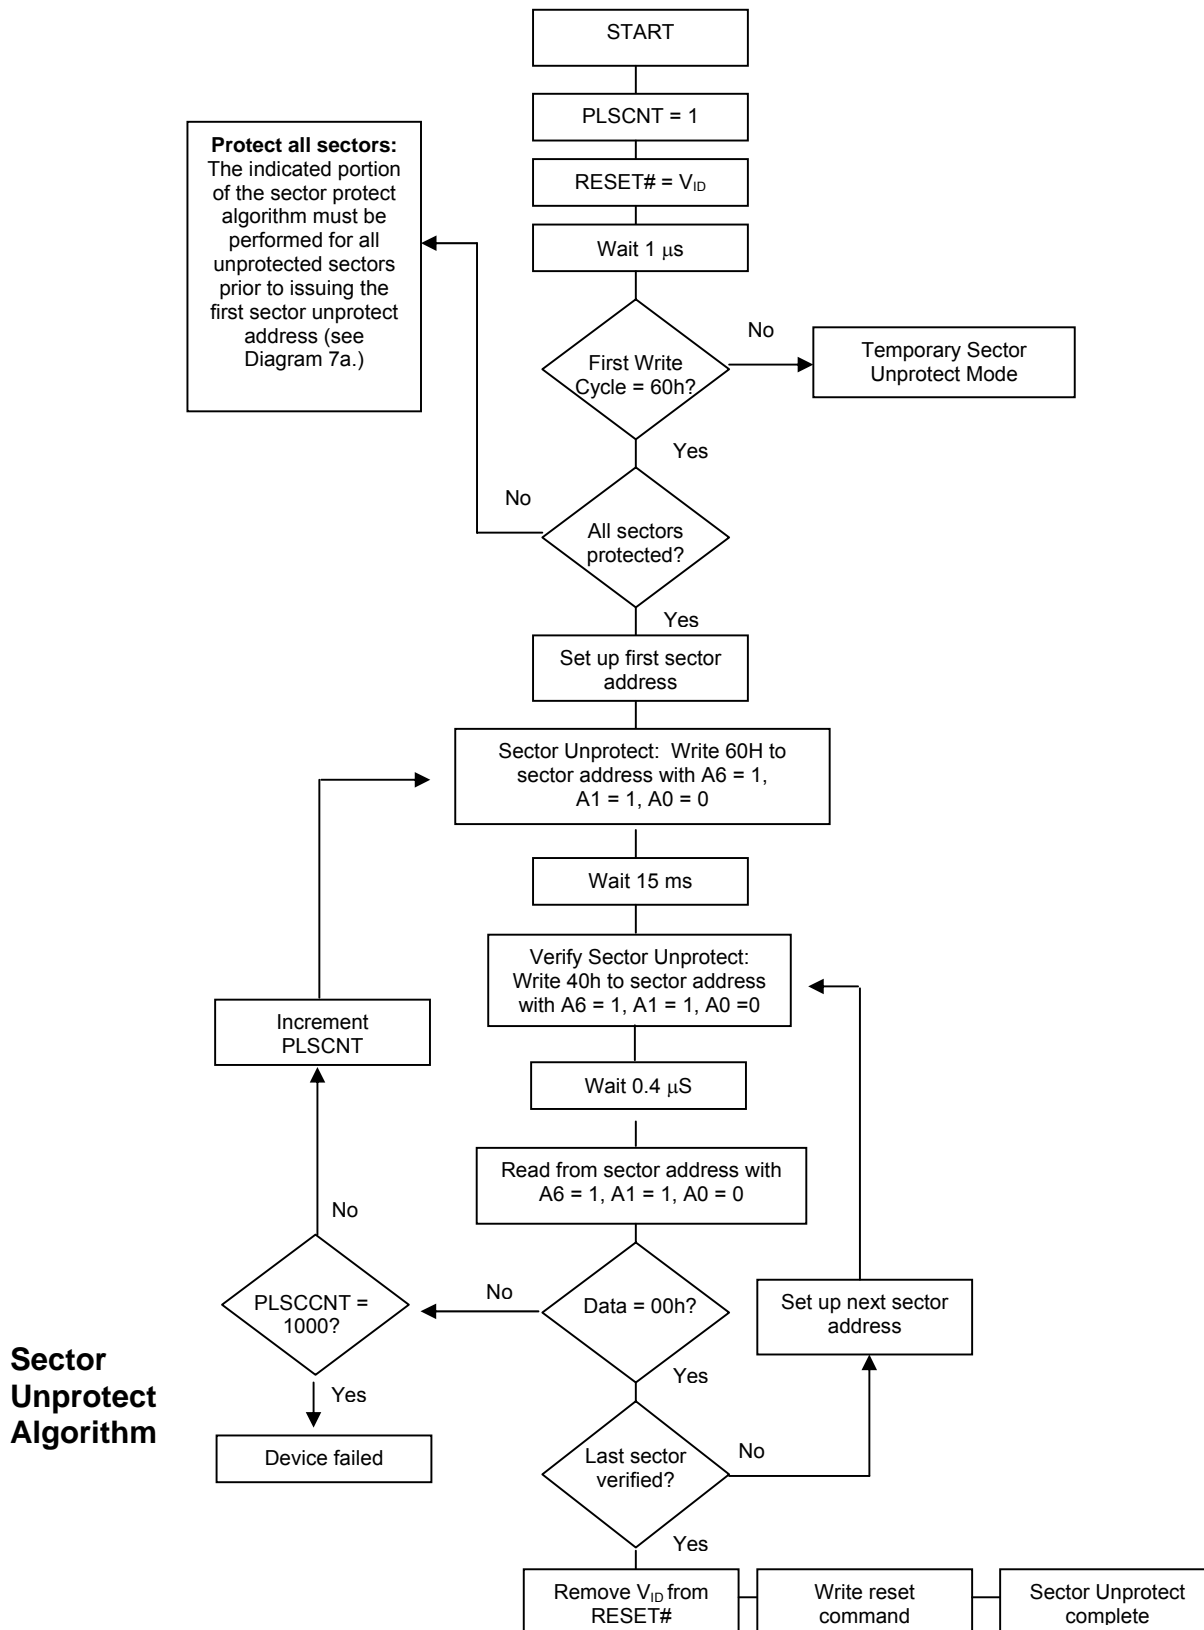 START
PLSCNT = 1
Protect all sectors:
The indicated portion
of the sector protect
algorithm must be
performed for all
unprotected sectors
prior to issuing the
first sector unprotect
address (see
Diagram 7a.)
RESET# = VID
Wait 1 μs
First Write
Cycle = 60h?
No
Temporary Sector
Unprotect Mode
Yes
No
All sectors
protected?
Yes
Set up first sector
address
Sector Unprotect: Write 60H to
sector address with A6 = 1,
A1 = 1, A0 = 0
Wait 15 ms
Verify Sector Unprotect:
Write 40h to sector address
with A6 = 1, A1 = 1, A0 =0
Increment
PLSCNT
Wait 0.4 μS
Read from sector address with
A6 = 1, A1 = 1, A0 = 0
No
PLSCCNT =
1000?
No
Data = 00h?
Set up next sector
address
Yes
Yes
Device failed
Sector
Unprotect
Algorithm
Last sector
verified?
No
Yes
Remove VID from
RESET#
Write reset
command
Sector Unprotect
complete